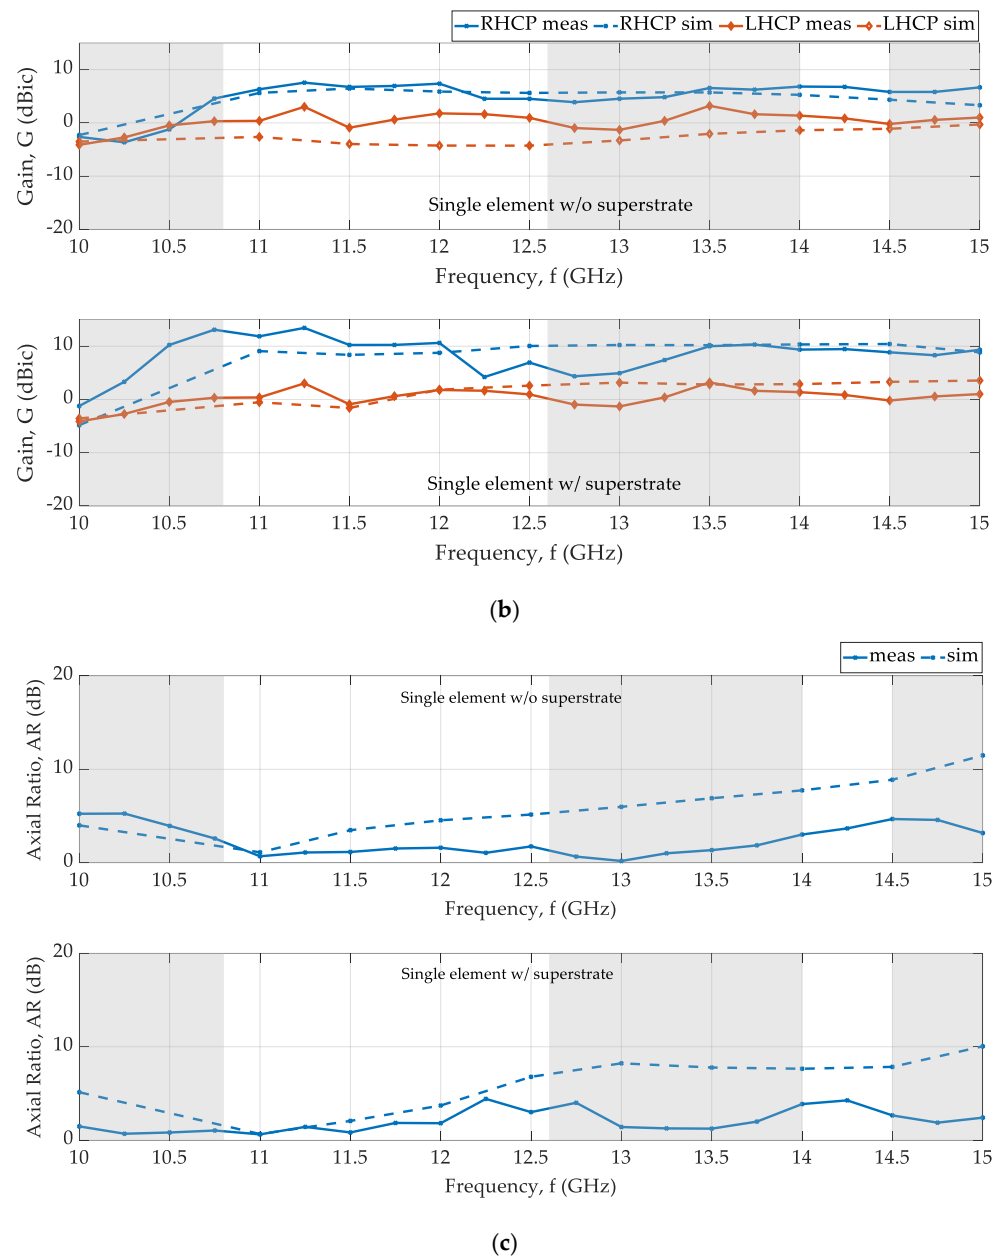 RHCP meas RHCP sim LHCP meas LHCP sim
10
0
-10
-20
Gain, G (dBic)
Single element w/o superstrate
10 10.5 11 11.5 12 12.5 13 13.5 14 14.5 15
Frequency, f (GHz)
10
0
-10
-20
Gain, G (dBic)
Single element w/ superstrate
10 10.5 11 11.5 12 12.5 13 13.5 14 14.5 15
Frequency, f (GHz)
(b)
meas sim
20
10
0
Axial Ratio, AR (dB)
Single element w/o superstrate
10 10.5 11 11.5 12 12.5 13 13.5 14 14.5 15
Frequency, f (GHz)
20
10
0
Axial Ratio, AR (dB)
Single element w/ superstrate
10 10.5 11 11.5 12 12.5 13 13.5 14 14.5 15
Frequency, f (GHz)
(c)